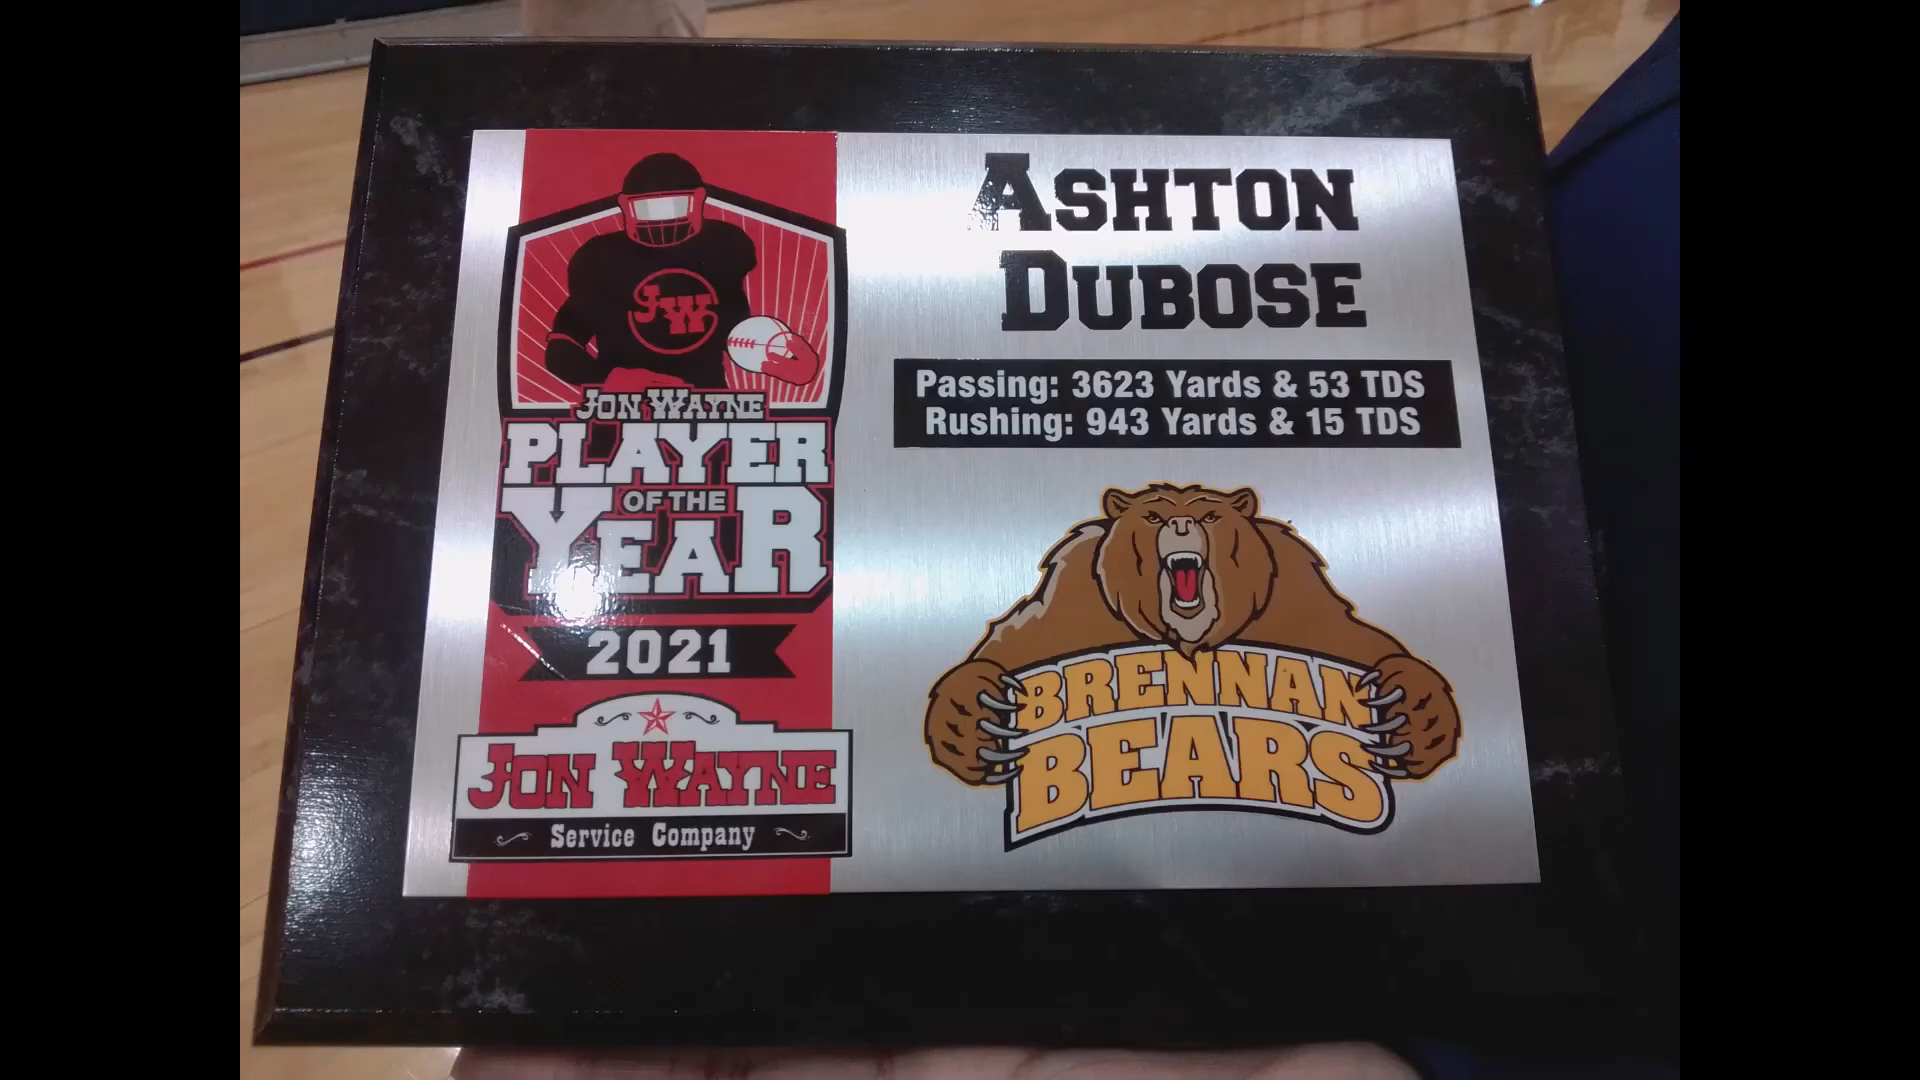 JW
JON WAYNE
PLAYER
OF THE
YEAR
2021
JON WAYNE
Service Company
ASHTON
DUBOSE
Passing: 3623 Yards & 53 TDS
Rushing: 943 Yards & 15 TDS
BRENNAN
BEARS